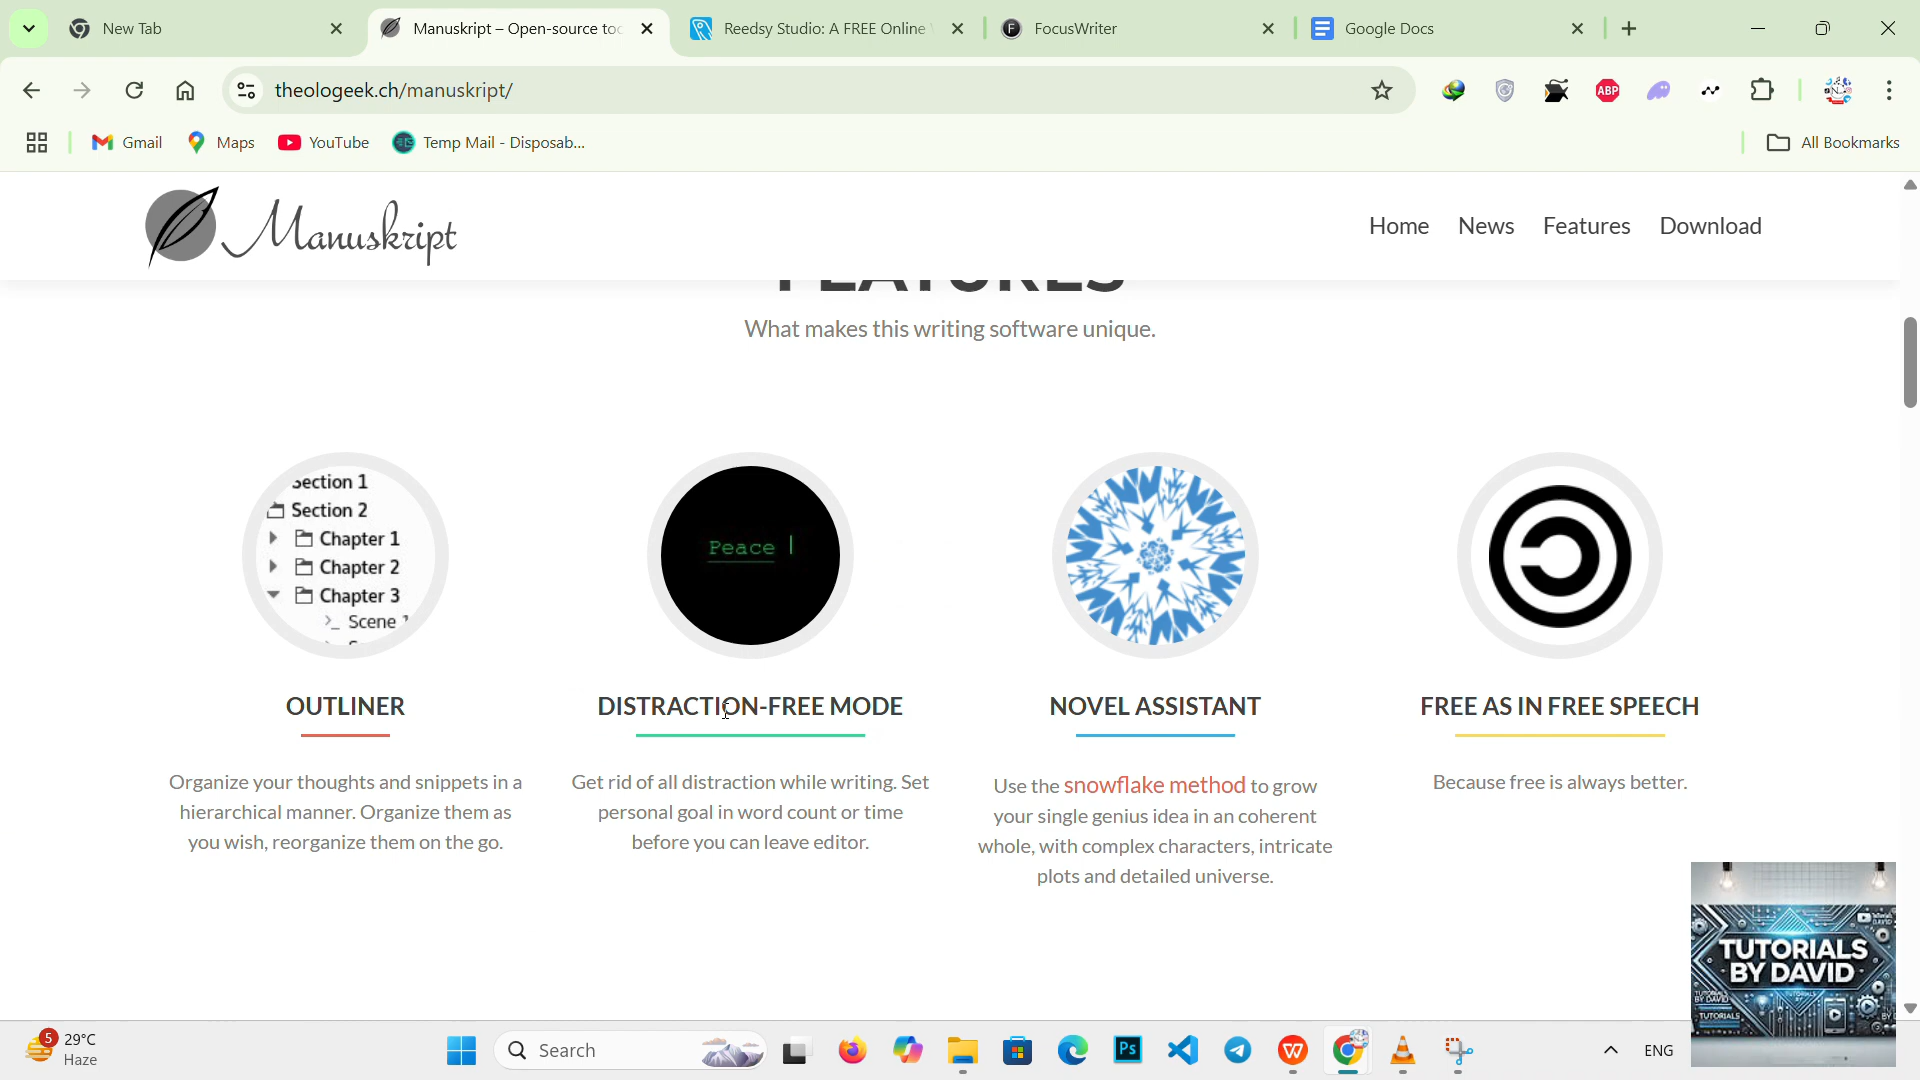 New Tab
Manuskript – Open-source too
Reedsy Studio: A FREE Online
FocusWriter
Google Docs
theologeek.ch/manuskript/
ABP
Gmail
Maps
YouTube
Temp Mail - Disposab...
All Bookmarks
Manuskript
Home
News
Features
Download
FEATURES
What makes this writing software unique.
Section 1
Section 2
Chapter 1
Chapter 2
Chapter 3
Scene
Peace
OUTLINER
DISTRACTION-FREE MODE
NOVEL ASSISTANT
FREE AS IN FREE SPEECH
Organize your thoughts and snippets in a
hierarchical manner. Organize them as
you wish, reorganize them on the go.
Get rid of all distraction while writing. Set
personal goal in word count or time
before you can leave editor.
Use the snowflake method to grow
your single genius idea in an coherent
whole, with complex characters, intricate
plots and detailed universe.
Because free is always better.
TUTORIALS
BY DAVID
TUTORIALS
5
29°C
Haze
Search
Ps
ENG